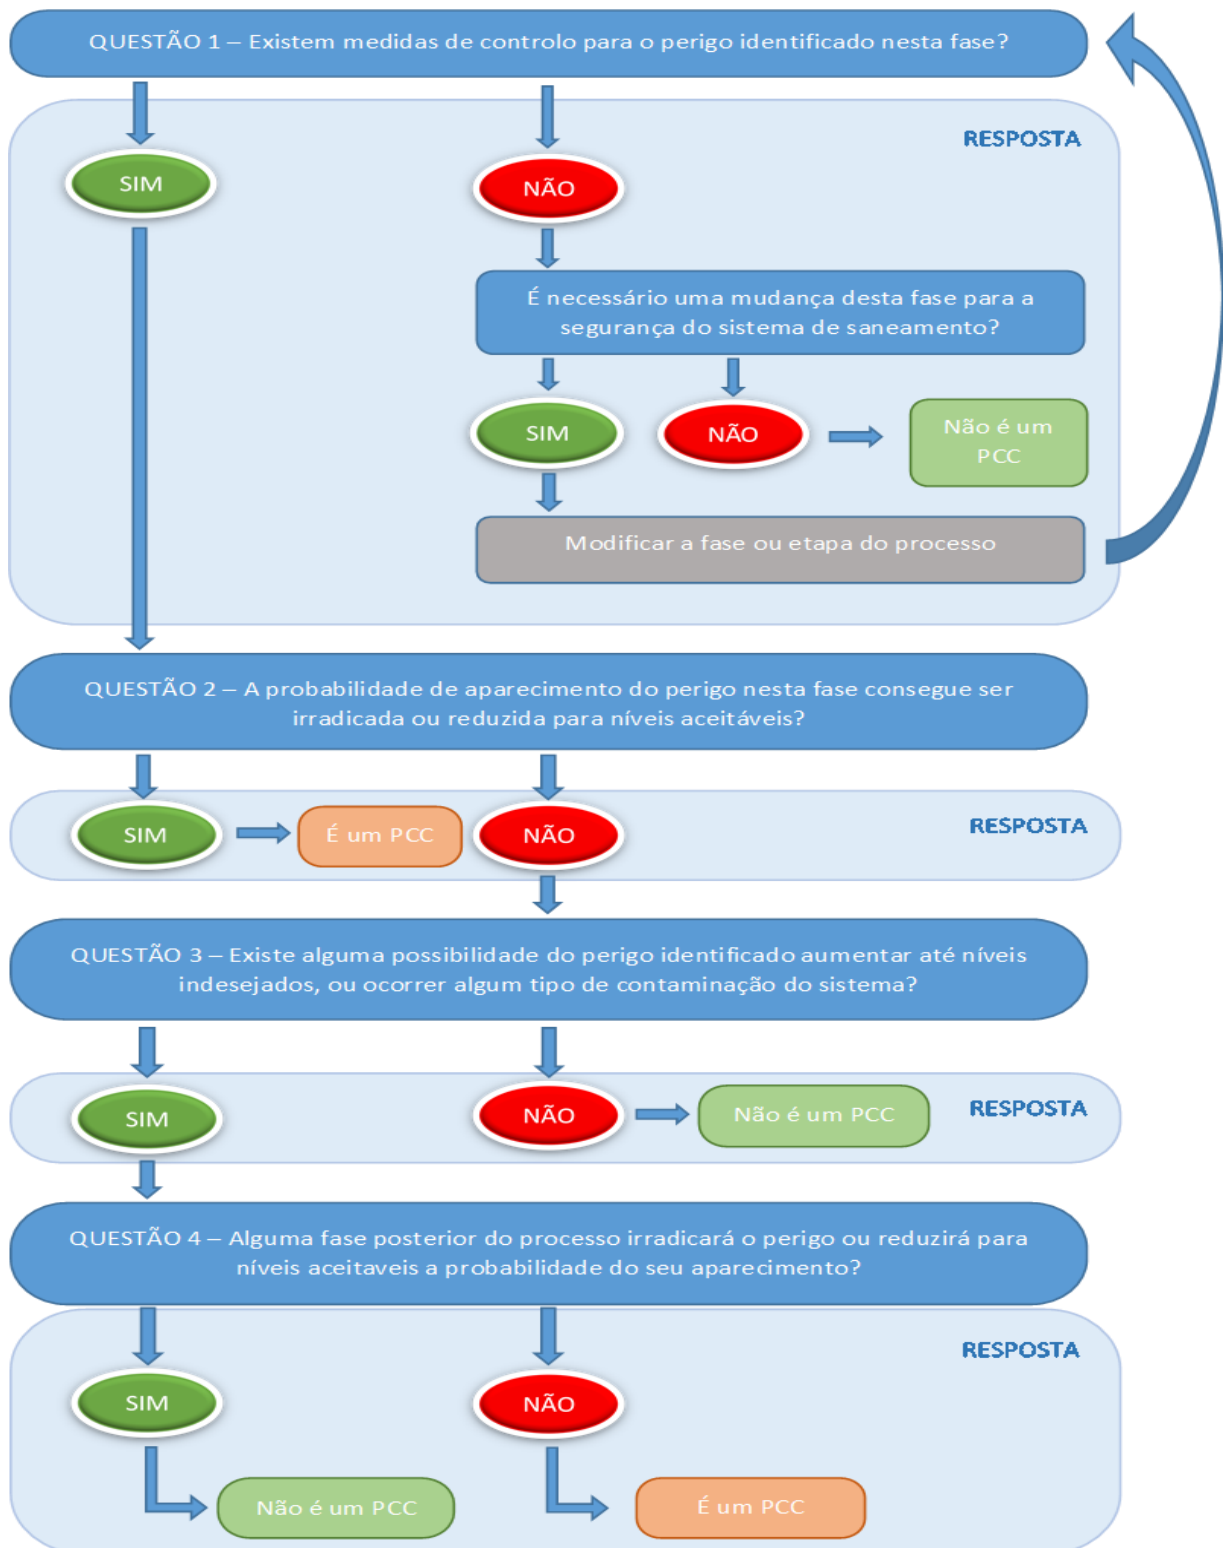 QUESTÃO 1 – Existem medidas de controlo para o perigo identificado nesta fase?
RESPOSTA
SIM
NÃO
É necessário uma mudança desta fase para a
segurança do sistema de saneamento?
SIM
NÃO
Não é um
PCC
Modificar a fase ou etapa do processo
QUESTÃO 2 – A probabilidade de aparecimento do perigo nesta fase consegue ser
irradicada ou reduzida para níveis aceitáveis?
SIM
É um PCC
NÃO
RESPOSTA
QUESTÃO 3 – Existe alguma possibilidade do perigo identificado aumentar até níveis
indesejados, ou ocorrer algum tipo de contaminação do sistema?
SIM
NÃO
Não é um PCC
RESPOSTA
QUESTÃO 4 – Alguma fase posterior do processo irradicará o perigo ou reduzirá para
níveis aceitaveis a probabilidade do seu aparecimento?
RESPOSTA
SIM
NÃO
Não é um PCC
É um PCC